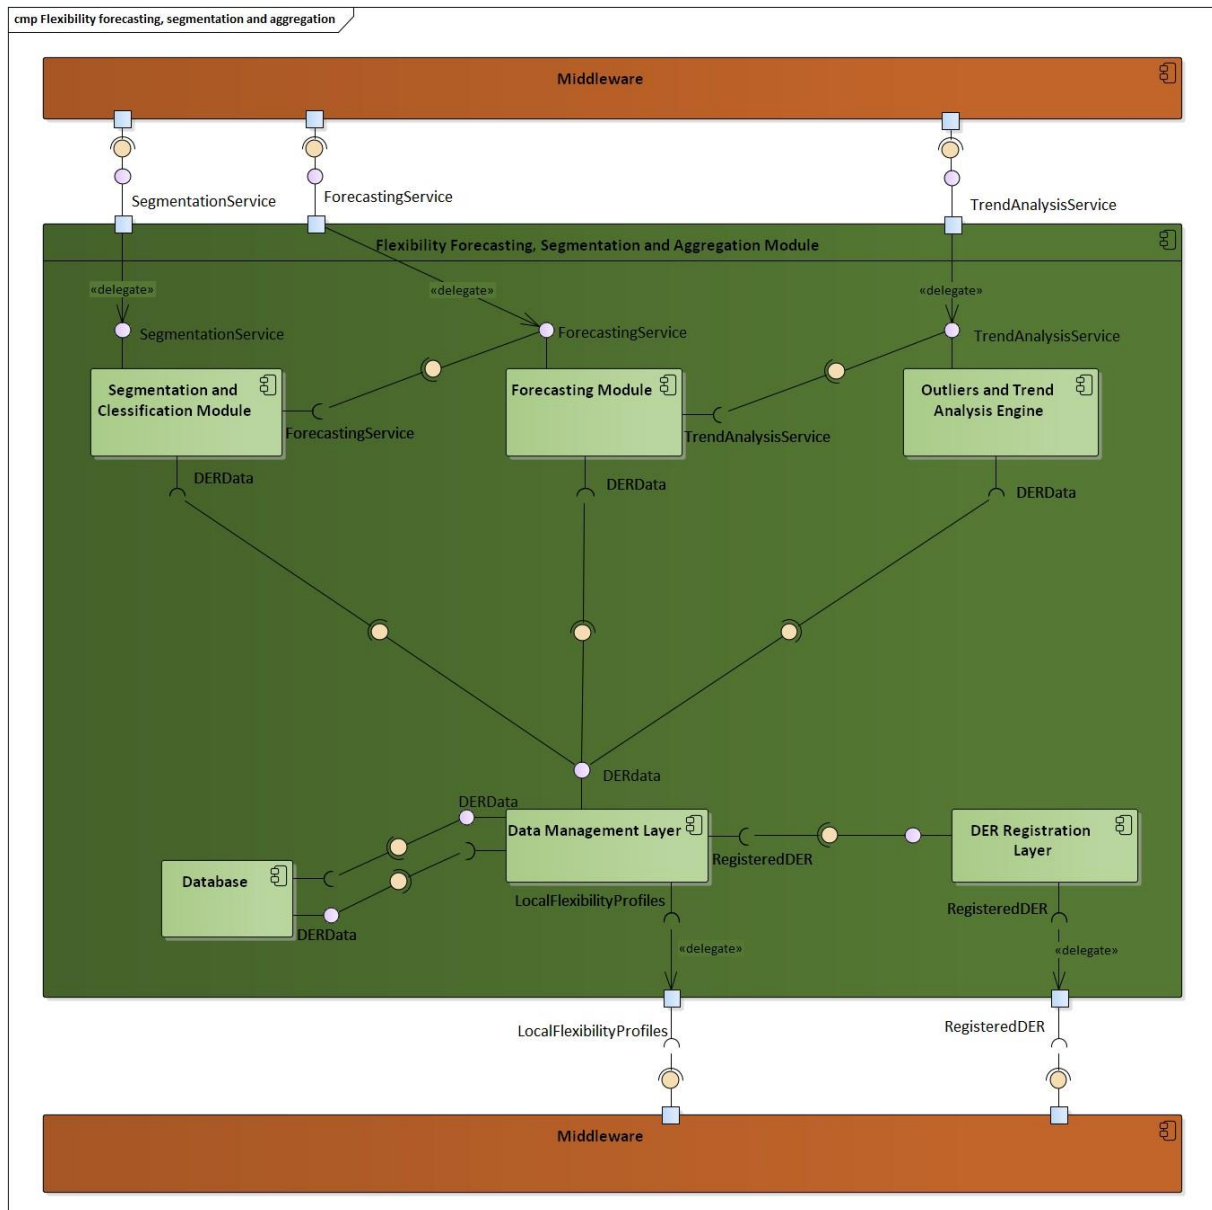 cmp Flexibility forecasting, segmentation and aggregation
Middleware
SegmentationService
ForecastingService
TrendAnalysisService
Flexibility Forecasting, Segmentation and Aggregation Module
«delegate»
«delegate»
«delegate»
SegmentationService
ForecastingService
TrendAnalysisService
Segmentation and
Clessification Module
Forecasting Module
Outliers and Trend
Analysis Engine
ForecastingService
TrendAnalysisService
DERData
DERData
DERData
DERdata
DERData
Data Management Layer
DER Registration
Layer
RegisteredDER
Database
LocalFlexibilityProfiles
RegisteredDER
DERData
«delegate»
«delegate»
LocalFlexibilityProfiles
RegisteredDER
Middleware